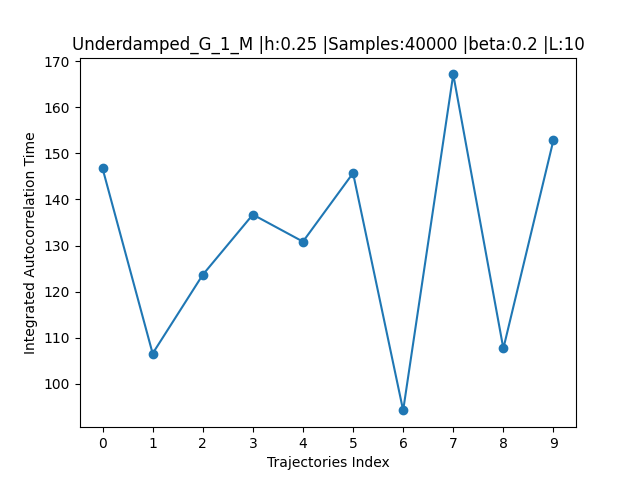 Underdamped_G_1_M |h:0.25 |Samples:40000 |beta:0.2 |L:10
170
160
150
140
130
120
110
100
Integrated Autocorrelation Time
0 1 2 3 4 5 6 7 8 9
Trajectories Index